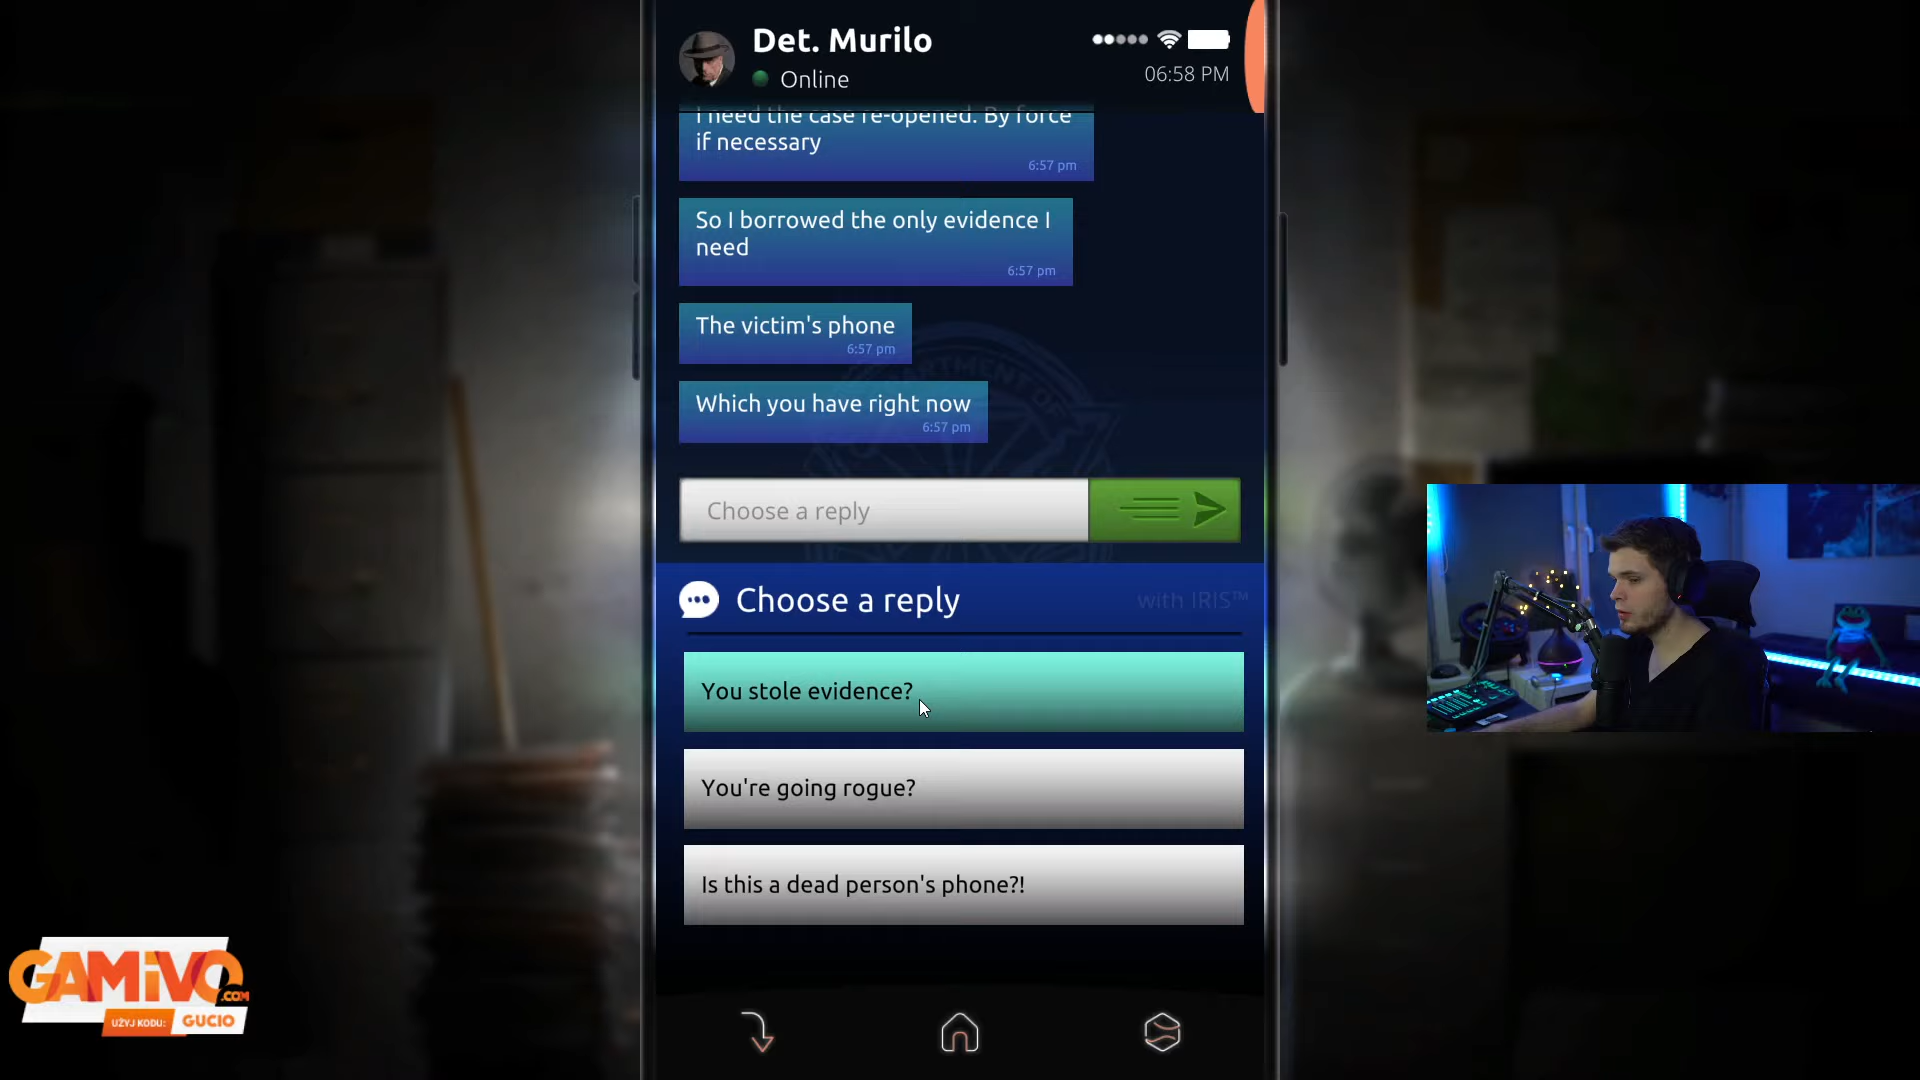 Det. Murilo
Online
06:58 PM
I need the case re-opened. By force
if necessary
6:57 pm
So I borrowed the only evidence I
need
6:57 pm
The victim's phone
6:57 pm
Which you have right now
6:57 pm
DEPARTMENT OF
Choose a reply
Choose a reply
with IRIS™
You stole evidence?
You're going rogue?
Is this a dead person's phone?!
GAMIVO
.COM
UŻYJ KODU: GUCIO